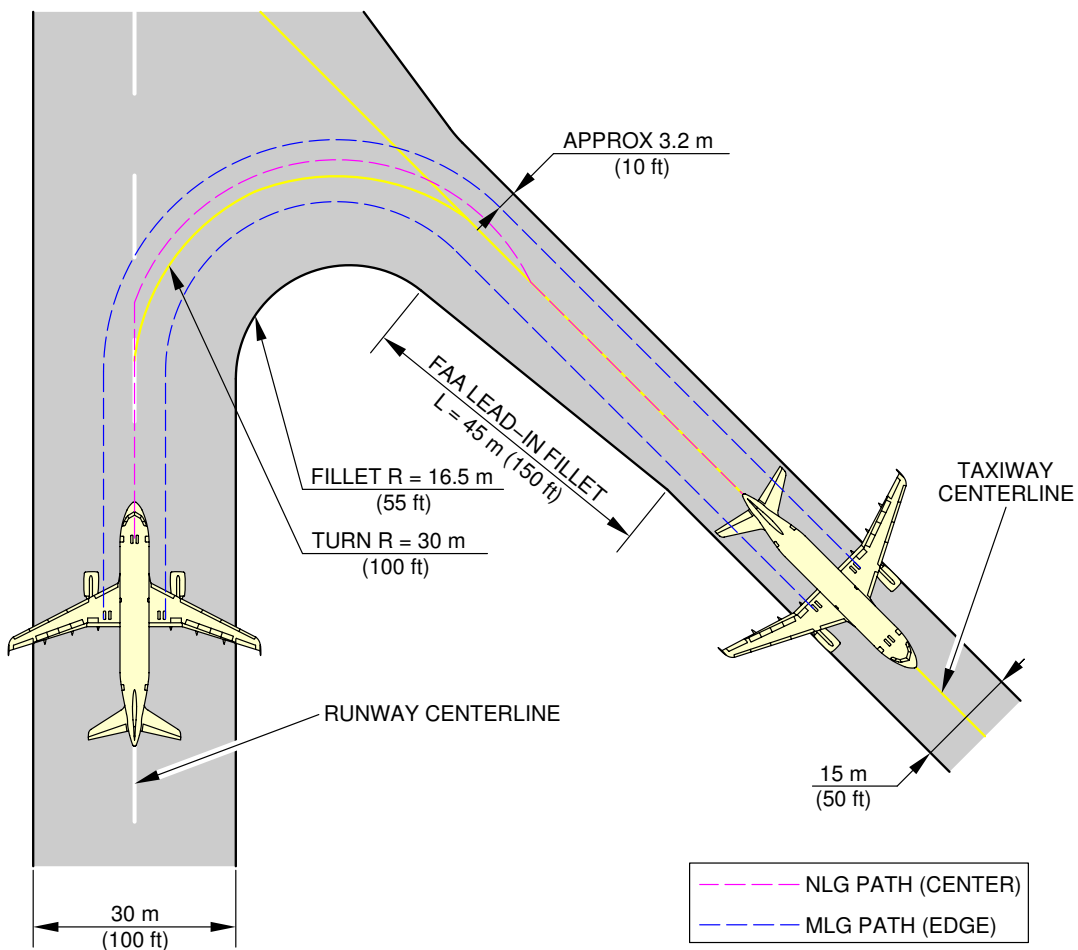 APPROX 3.2 m
(10 ft)
FAA LEAD–IN FILLET
L = 45 m (150 ft)
FILLET R = 16.5 m
(55 ft)
TURN R = 30 m
(100 ft)
TAXIWAY
CENTERLINE
RUNWAY CENTERLINE
15 m
(50 ft)
30 m
(100 ft)
NLG PATH (CENTER)
MLG PATH (EDGE)